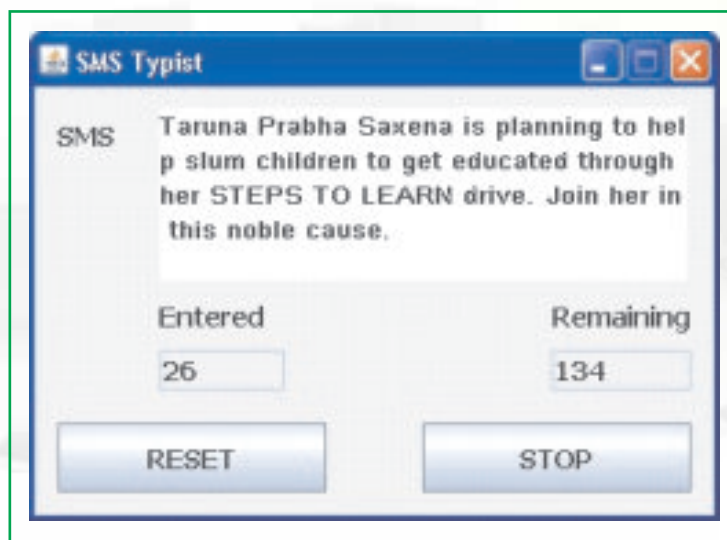 SMS Typist
SMS
Taruna Prabha Saxena is planning to hel
p slum children to get educated through
her STEPS TO LEARN drive. Join her in
this noble cause.
Entered Remaining
26 134
RESET STOP